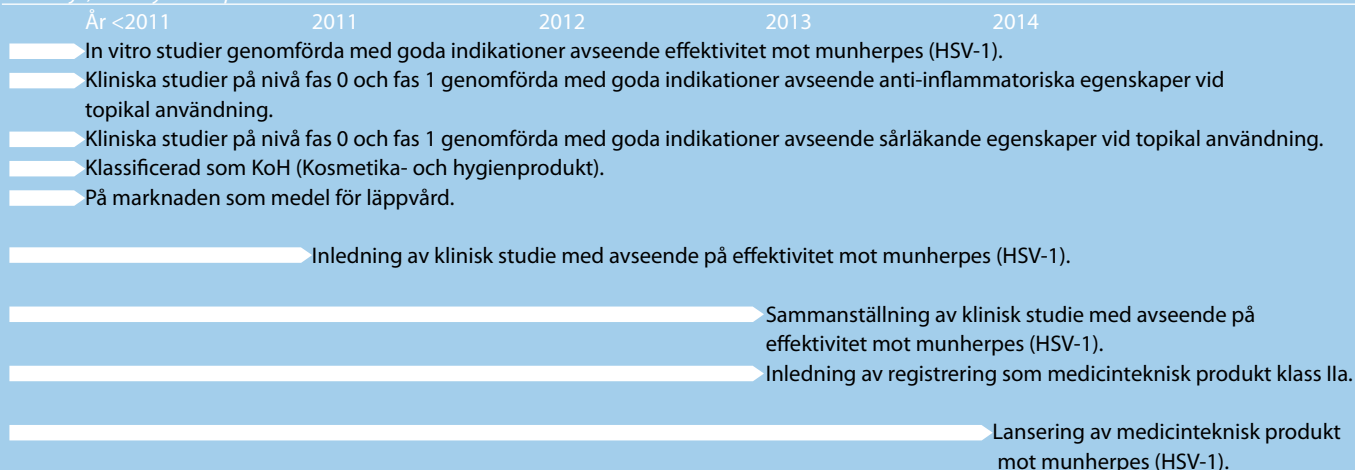 År <2011 2011 2012 2013 2014
In vitro studier genomförda med goda indikationer avseende effektivitet mot munherpes (HSV-1).
Kliniska studier på nivå fas 0 och fas 1 genomförda med goda indikationer avseende anti-inflammatoriska egenskaper vid
topikal användning.
Kliniska studier på nivå fas 0 och fas 1 genomförda med goda indikationer avseende sårläkande egenskaper vid topikal användning.
Klassificerad som KoH (Kosmetika- och hygienprodukt).
På marknaden som medel för läppvård.
Inledning av klinisk studie med avseende på effektivitet mot munherpes (HSV-1).
Sammanställning av klinisk studie med avseende på
effektivitet mot munherpes (HSV-1).
Inledning av registrering som medicinteknisk produkt klass IIa.
Lansering av medicinteknisk produkt
mot munherpes (HSV-1).